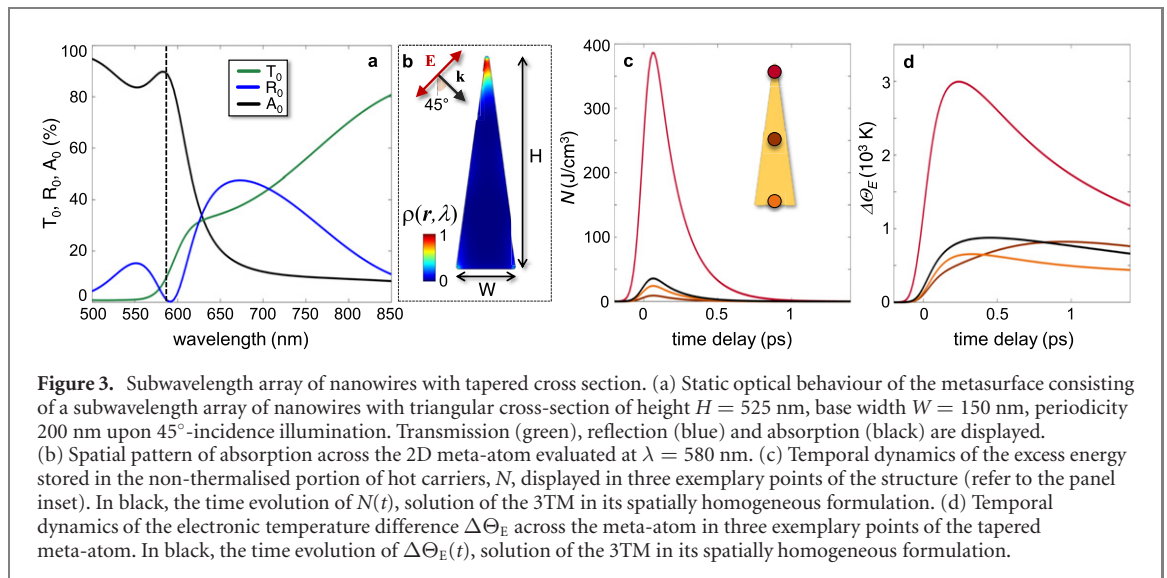 a
T₀
R₀
A₀
T₀, R₀, A₀ (%)
100
80
60
40
20
0
500 550 600 650 700 750 800 850
wavelength (nm)
b
E
k
45°
H
ρ(r,λ)
1
0
W
c
N (J/cm³)
400
350
300
250
200
150
100
50
0
0 0.5 1
time delay (ps)
d
ΔΘ_E (10³ K)
3
2
1
0
0 0.5 1
time delay (ps)
Figure 3. Subwavelength array of nanowires with tapered cross section. (a) Static optical behaviour of the metasurface consisting
of a subwavelength array of nanowires with triangular cross-section of height H = 525 nm, base width W = 150 nm, periodicity
200 nm upon 45°-incidence illumination. Transmission (green), reflection (blue) and absorption (black) are displayed.
(b) Spatial pattern of absorption across the 2D meta-atom evaluated at λ = 580 nm. (c) Temporal dynamics of the excess energy
stored in the non-thermalised portion of hot carriers, N, displayed in three exemplary points of the structure (refer to the panel
inset). In black, the time evolution of N(t), solution of the 3TM in its spatially homogeneous formulation. (d) Temporal
dynamics of the electronic temperature difference ΔΘ_E across the meta-atom in three exemplary points of the tapered
meta-atom. In black, the time evolution of ΔΘ_E(t), solution of the 3TM in its spatially homogeneous formulation.